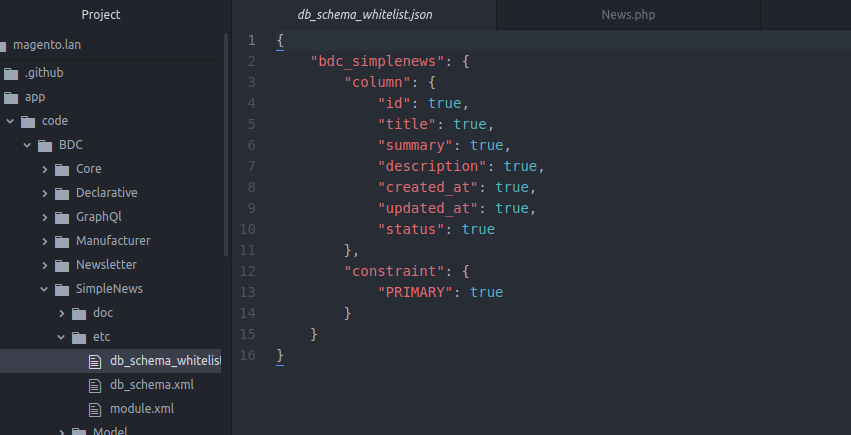 Project
magento.lan
.github
app
code
BDC
Core
Declarative
GraphQl
Manufacturer
Newsletter
SimpleNews
doc
etc
db_schema_whitelist
db_schema.xml
module.xml
Model
db_schema_whitelist.json
News.php
1 {
2 "bdc_simplenews": {
3 "column": {
4 "id": true,
5 "title": true,
6 "summary": true,
7 "description": true,
8 "created_at": true,
9 "updated_at": true,
10 "status": true
11 },
12 "constraint": {
13 "PRIMARY": true
14 }
15 }
16 }